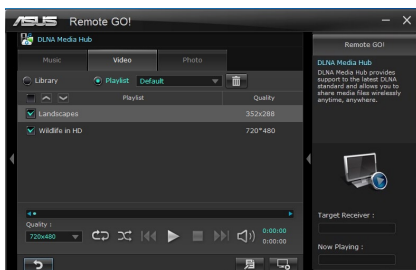 ASUS Remote GO!
DLNA Media Hub
Remote GO!
Music Video Photo
Library Playlist Default
Playlist Quality
Landscapes 352x288
Wildlife in HD 720*480
DLNA Media Hub
DLNA Media Hub provides
support to the latest DLNA
standard and allows you to
share media files wirelessly
anytime, anywhere.
Quality :
720x480
0:00:00
0:00:00
Target Receiver :
Now Playing :